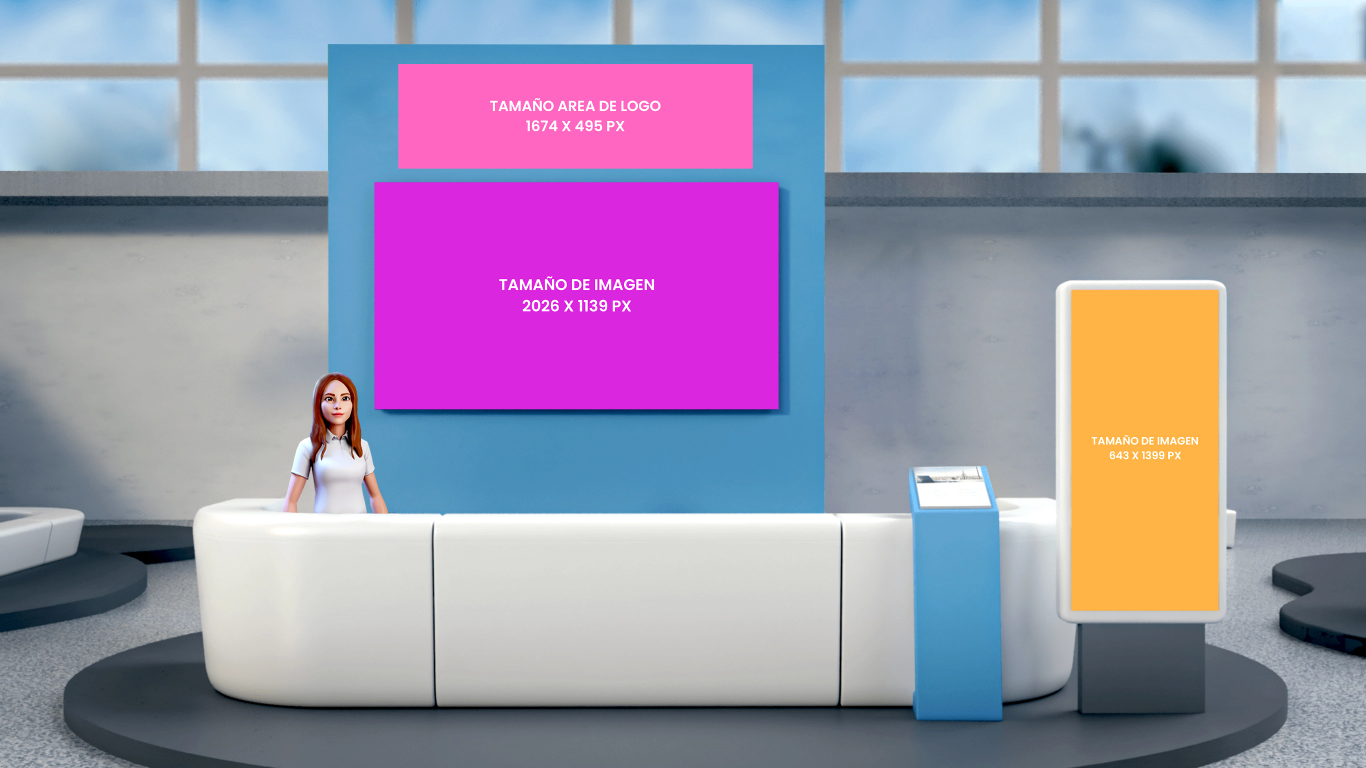 TAMAÑO AREA DE LOGO
1674 X 495 PX
TAMAÑO DE IMAGEN
2026 X 1139 PX
TAMAÑO DE IMAGEN
643 X 1399 PX